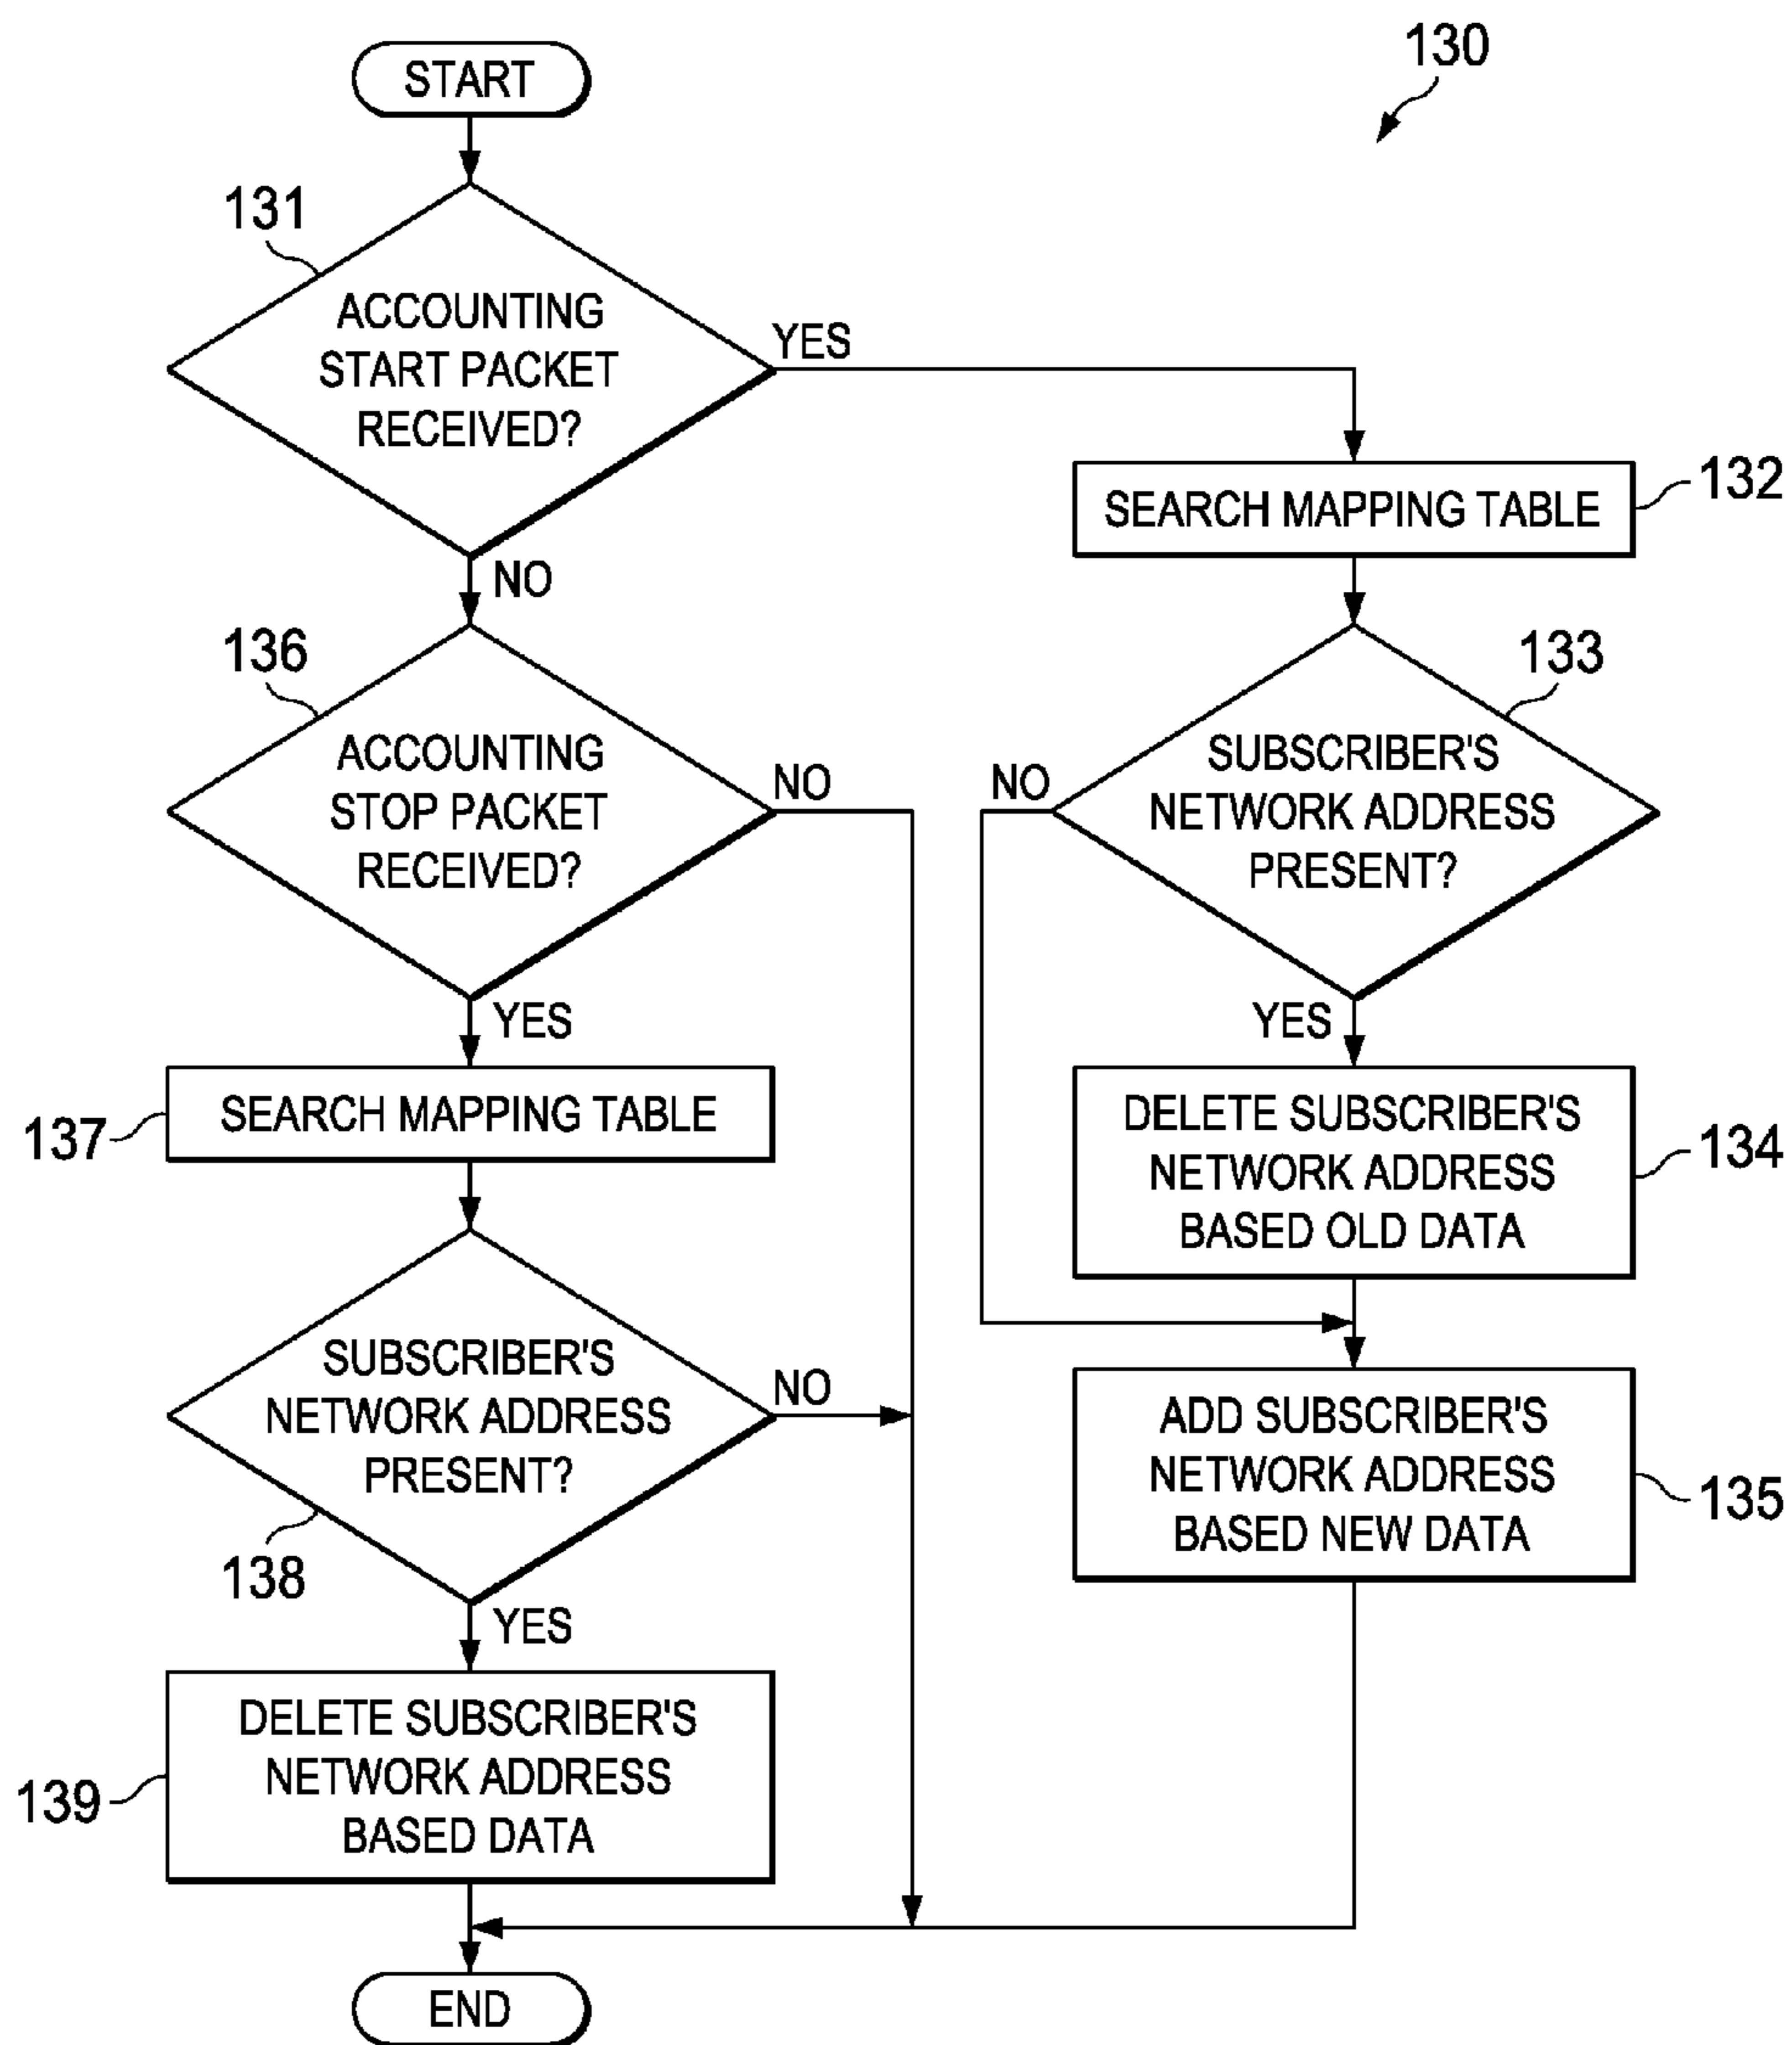 130
START
131
ACCOUNTING
START PACKET
RECEIVED?
YES
NO
132
SEARCH MAPPING TABLE
133
SUBSCRIBER'S
NETWORK ADDRESS
PRESENT?
NO
YES
134
DELETE SUBSCRIBER'S
NETWORK ADDRESS
BASED OLD DATA
135
ADD SUBSCRIBER'S
NETWORK ADDRESS
BASED NEW DATA
136
ACCOUNTING
STOP PACKET
RECEIVED?
NO
YES
137
SEARCH MAPPING TABLE
138
SUBSCRIBER'S
NETWORK ADDRESS
PRESENT?
NO
YES
139
DELETE SUBSCRIBER'S
NETWORK ADDRESS
BASED DATA
END